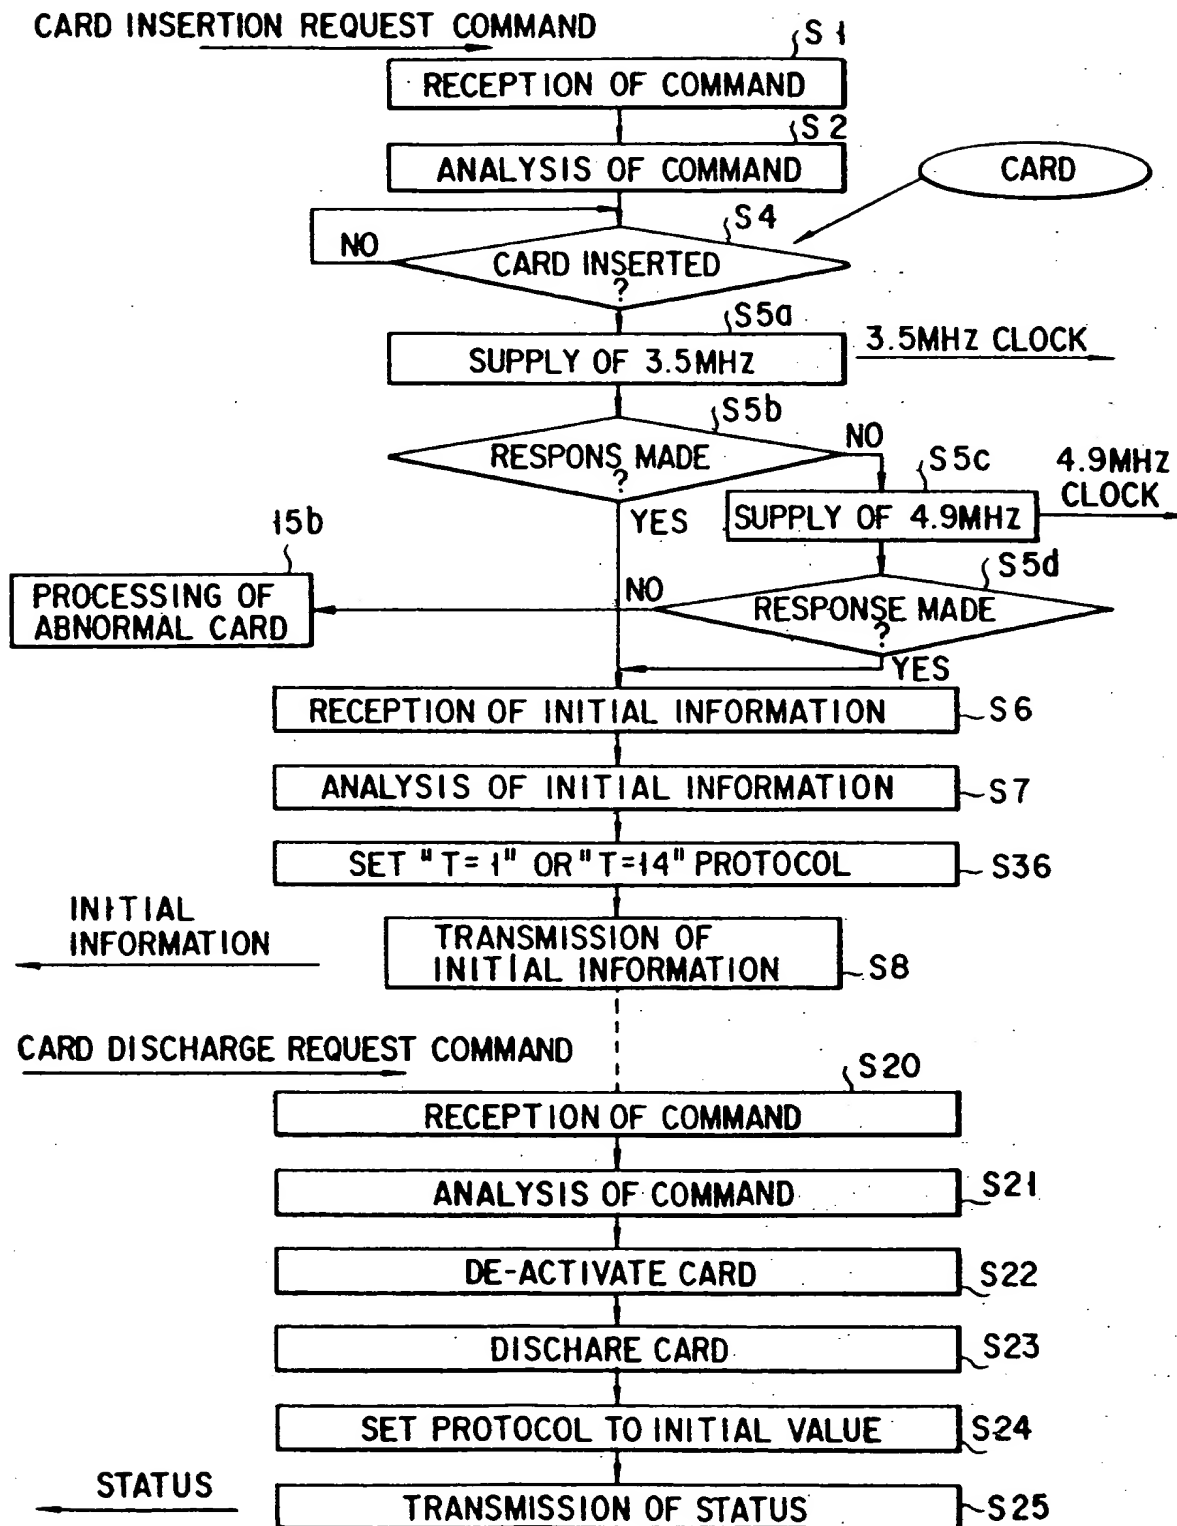 CARD INSERTION REQUEST COMMAND
S1
RECEPTION OF COMMAND
S2
ANALYSIS OF COMMAND
CARD
S4
NO
CARD INSERTED
?
S5a
SUPPLY OF 3.5MHz
3.5MHz CLOCK
S5b
RESPONS MADE
?
NO
YES
S5c
SUPPLY OF 4.9MHz
4.9MHz
CLOCK
15b
PROCESSING OF
ABNORMAL CARD
S5d
NO
RESPONSE MADE
?
YES
RECEPTION OF INITIAL INFORMATION
S6
ANALYSIS OF INITIAL INFORMATION
S7
SET "T=1" OR "T=14" PROTOCOL
S36
INITIAL
INFORMATION
TRANSMISSION OF
INITIAL INFORMATION
S8
CARD DISCHARGE REQUEST COMMAND
S20
RECEPTION OF COMMAND
ANALYSIS OF COMMAND
S21
DE-ACTIVATE CARD
S22
DISCHARE CARD
S23
SET PROTOCOL TO INITIAL VALUE
S24
STATUS
TRANSMISSION OF STATUS
S25